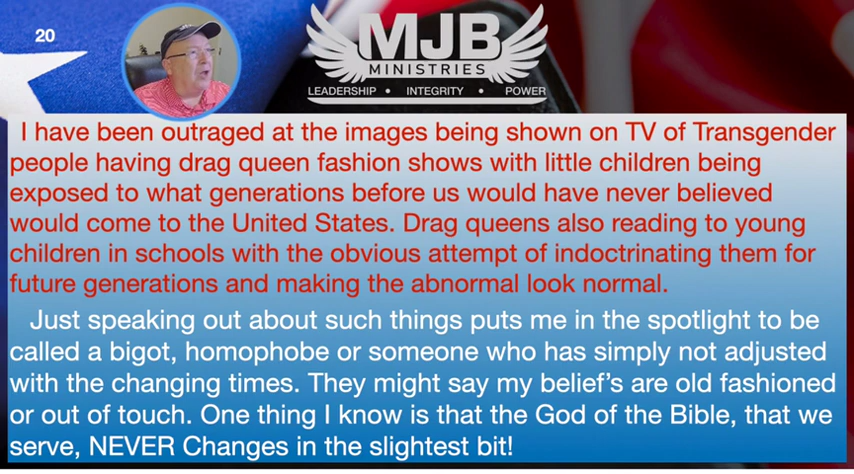 20
MJB
MINISTRIES
LEADERSHIP • INTEGRITY • POWER
I have been outraged at the images being shown on TV of Transgender
people having drag queen fashion shows with little children being
exposed to what generations before us would have never believed
would come to the United States. Drag queens also reading to young
children in schools with the obvious attempt of indoctrinating them for
future generations and making the abnormal look normal.
Just speaking out about such things puts me in the spotlight to be
called a bigot, homophobe or someone who has simply not adjusted
with the changing times. They might say my belief’s are old fashioned
or out of touch. One thing I know is that the God of the Bible, that we
serve, NEVER Changes in the slightest bit!